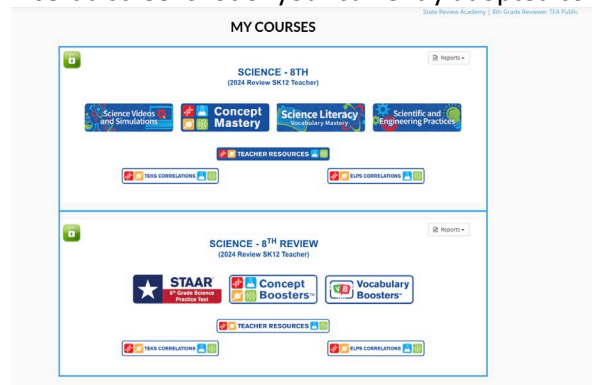 State Review Academy | 8th Grade Reviewer TEA Public
MY COURSES
Reports
SCIENCE - 8TH
(2024 Review SK12 Teacher)
Science Videos and Simulations
Concept Mastery
Science Literacy Vocabulary Mastery
Scientific and Engineering Practices
TEACHER RESOURCES
TEKS CORRELATIONS
ELPS CORRELATIONS
Reports
SCIENCE - 8TH REVIEW
(2024 Review SK12 Teacher)
STAAR
8th Grade Science
Practice Test
Concept Boosters™
VB Vocabulary Boosters™
TEACHER RESOURCES
TEKS CORRELATIONS
ELPS CORRELATIONS